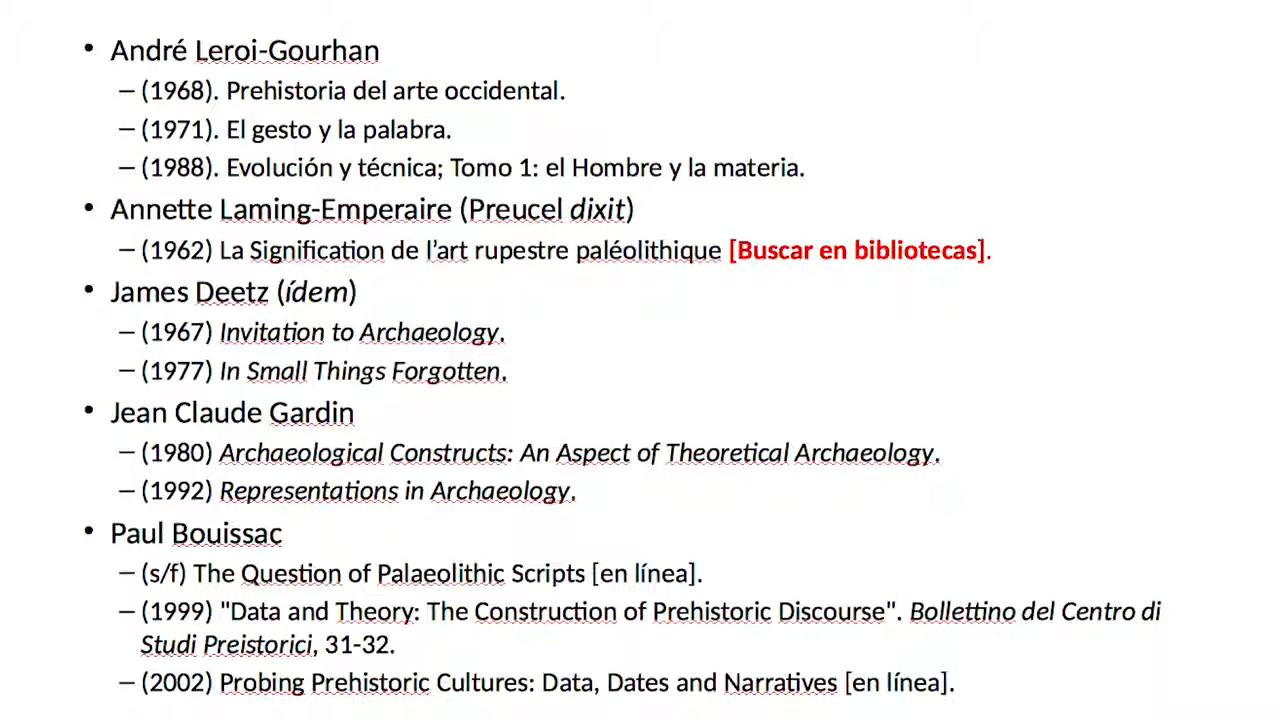 • André Leroi-Gourhan
– (1968). Prehistoria del arte occidental.
– (1971). El gesto y la palabra.
– (1988). Evolución y técnica; Tomo 1: el Hombre y la materia.
• Annette Laming-Emperaire (Preucel dixit)
– (1962) La Signification de l’art rupestre paléolithique [Buscar en bibliotecas].
• James Deetz (ídem)
– (1967) Invitation to Archaeology.
– (1977) In Small Things Forgotten.
• Jean Claude Gardin
– (1980) Archaeological Constructs: An Aspect of Theoretical Archaeology.
– (1992) Representations in Archaeology.
• Paul Bouissac
– (s/f) The Question of Palaeolithic Scripts [en línea].
– (1999) "Data and Theory: The Construction of Prehistoric Discourse". Bollettino del Centro di
Studi Preistorici, 31-32.
– (2002) Probing Prehistoric Cultures: Data, Dates and Narratives [en línea].